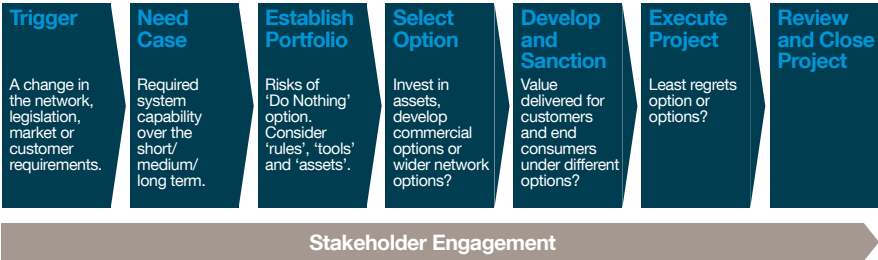 Trigger
A change in
the network,
legislation,
market or
customer
requirements.
Need
Case
Required
system
capability
over the
short/
medium/
long term.
Establish
Portfolio
Risks of
‘Do Nothing’
option.
Consider
‘rules’, ‘tools’
and ‘assets’.
Select
Option
Invest in
assets,
develop
commercial
options or
wider network
options?
Develop
and
Sanction
Value
delivered for
customers
and end
consumers
under different
options?
Execute
Project
Least regrets
option or
options?
Review
and Close
Project
Stakeholder Engagement